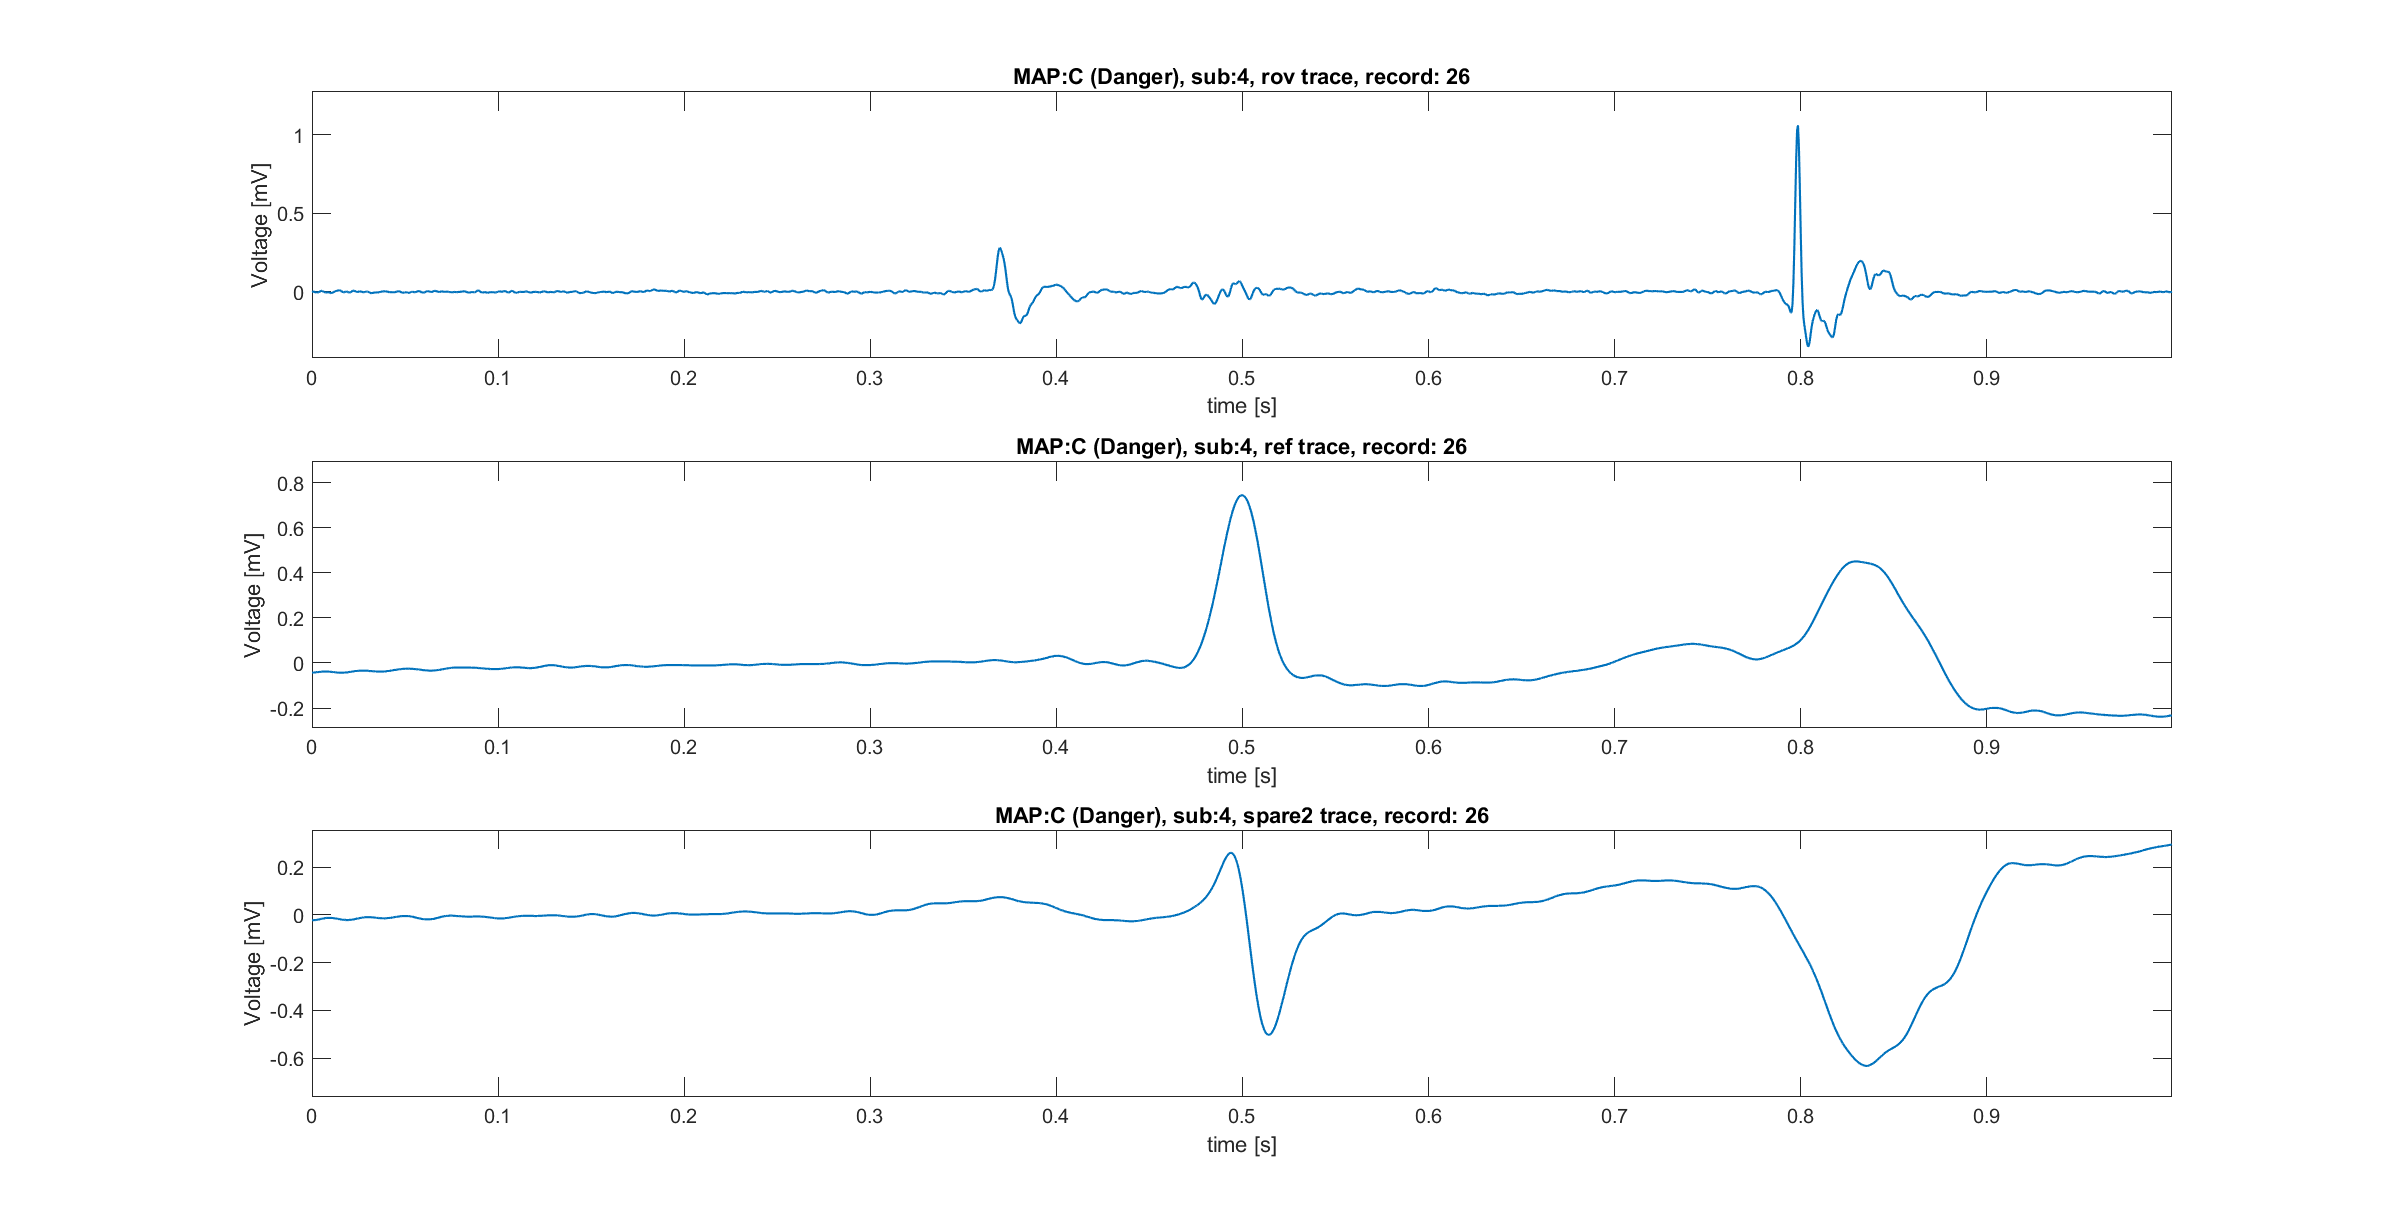 MAP:C (Danger), sub:4, rov trace, record: 26
Voltage [mV]
1
0.5
0
0 0.1 0.2 0.3 0.4 0.5 0.6 0.7 0.8 0.9
time [s]
MAP:C (Danger), sub:4, ref trace, record: 26
Voltage [mV]
0.8
0.6
0.4
0.2
0
-0.2
0 0.1 0.2 0.3 0.4 0.5 0.6 0.7 0.8 0.9
time [s]
MAP:C (Danger), sub:4, spare2 trace, record: 26
Voltage [mV]
0.2
0
-0.2
-0.4
-0.6
0 0.1 0.2 0.3 0.4 0.5 0.6 0.7 0.8 0.9
time [s]